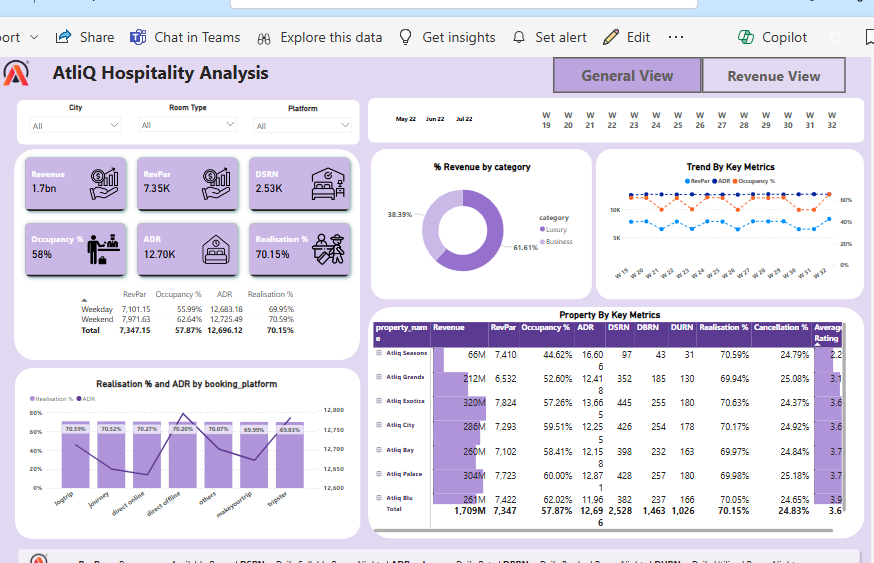 ort Share Chat in Teams Explore this data Get insights Set alert Edit ... Copilot
AtliQ Hospitality Analysis
General View Revenue View
City Room Type Platform
All All All
May 22 Jun 22 Jul 22
W 19 W 20 W 21 W 22 W 23 W 24 W 25 W 26 W 27 W 28 W 29 W 30 W 31 W 32
Revenue RevPar DSRN
1.7bn 7.35K 2.53K
Occupancy % ADR Realisation %
58% 12.70K 70.15%
RevPar Occupancy % ADR Realisation %
Weekday 7,101.15 55.99% 12,683.18 69.95%
Weekend 7,971.63 62.64% 12,725.49 70.59%
Total 7,347.15 57.87% 12,696.12 70.15%
% Revenue by category
38.39%
61.61%
category
Luxury
Business
Trend By Key Metrics
RevPar ADR Occupancy %
10K
5K
60%
40%
20%
0%
W 19 W 20 W 21 W 22 W 23 W 24 W 25 W 26 W 27 W 28 W 29 W 30 W 31 W 32
Realisation % and ADR by booking_platform
Realisation % ADR
80%
60%
40%
20%
0%
70.59% 70.52% 70.27% 70.20% 70.07% 69.99% 69.83%
12,800
12,750
12,700
12,650
12,600
logtrip journey direct online direct offline others makeyourtrip tripster
Property By Key Metrics
property_name Revenue RevPar Occupancy % ADR DSRN DBRN DURN Realisation % Cancellation % Average Rating
Atliq Seasons 66M 7,410 44.62% 16,606 97 43 31 70.59% 24.79% 2.2
Atliq Grands 212M 6,532 52.60% 12,418 352 185 130 69.94% 25.08% 3.1
Atliq Exotica 320M 7,824 57.26% 13,665 445 255 180 70.63% 24.37% 3.6
Atliq City 286M 7,293 59.51% 12,255 426 254 178 70.17% 24.92% 3.6
Atliq Bay 260M 7,102 58.41% 12,158 398 232 163 69.97% 24.84% 3.7
Atliq Palace 304M 7,723 60.00% 12,871 428 257 180 69.98% 25.18% 3.7
Atliq Blu 261M 7,422 62.02% 11,96 382 237 166 70.05% 24.65% 3.9
Total 1,709M 7,347 57.87% 12,696 2,528 1,463 1,026 70.15% 24.83% 3.6